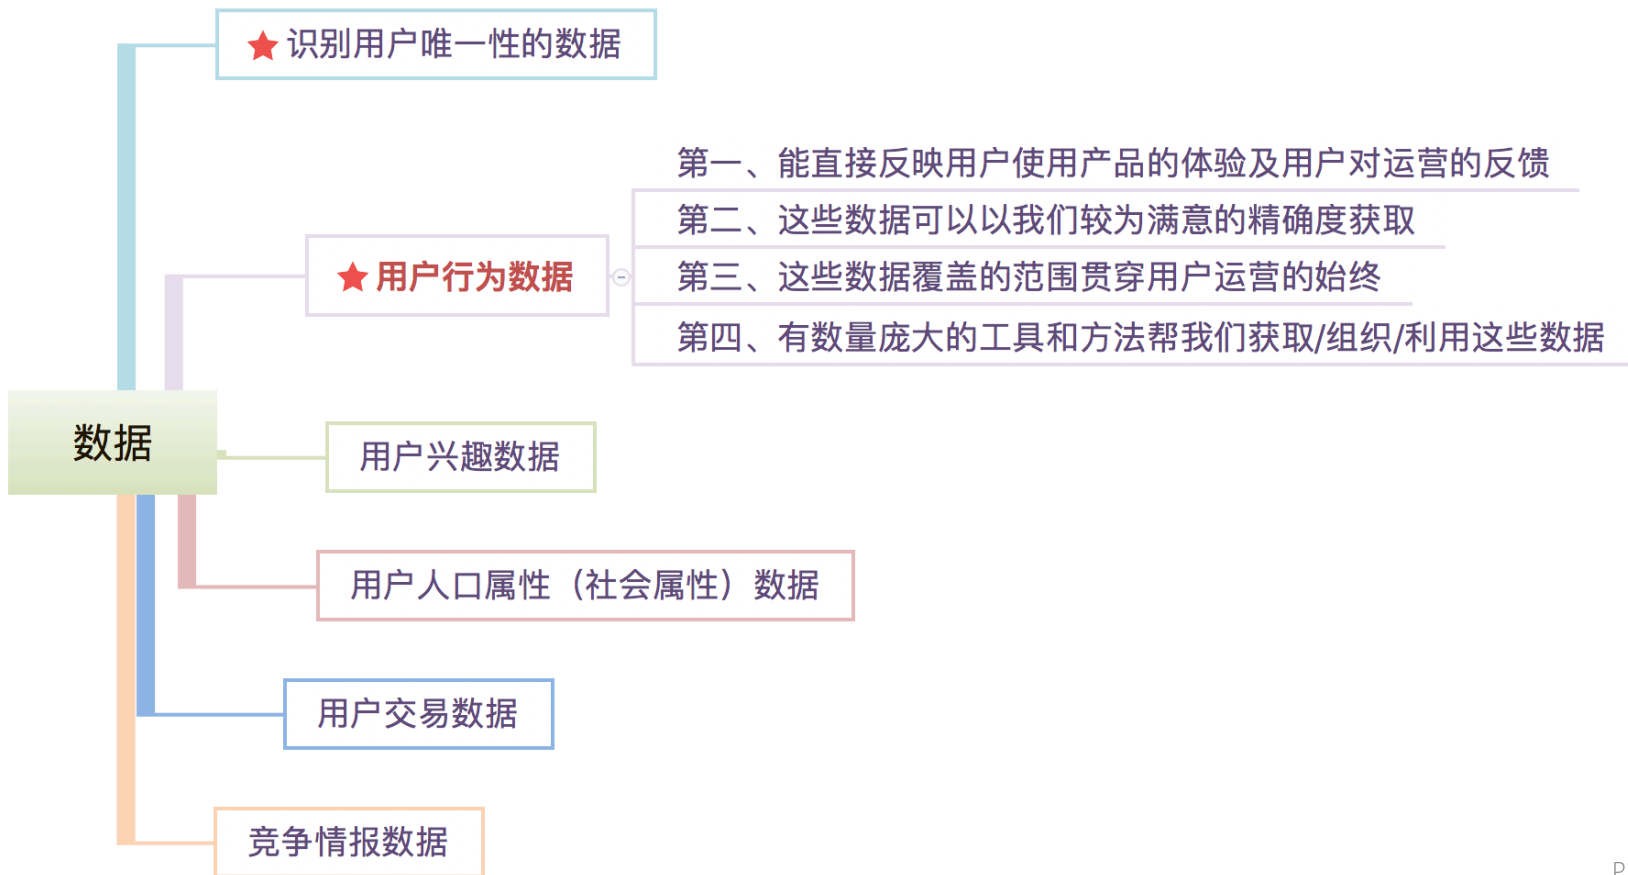 识别用户唯一性的数据
第一、能直接反映用户使用产品的体验及用户对运营的反馈
第二、这些数据可以以我们较为满意的精确度获取
用户行为数据
第三、这些数据覆盖的范围贯穿用户运营的始终
第四、有数量庞大的工具和方法帮我们获取/组织/利用这些数据
数据
用户兴趣数据
用户人口属性（社会属性）数据
用户交易数据
竞争情报数据